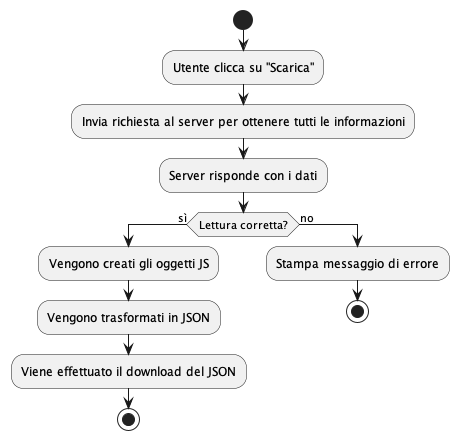 Utente clicca su "Scarica"
Invia richiesta al server per ottenere tutti le informazioni
Server risponde con i dati
sì
Lettura corretta?
no
Vengono creati gli oggetti JS
Stampa messaggio di errore
Vengono trasformati in JSON
Viene effettuato il download del JSON